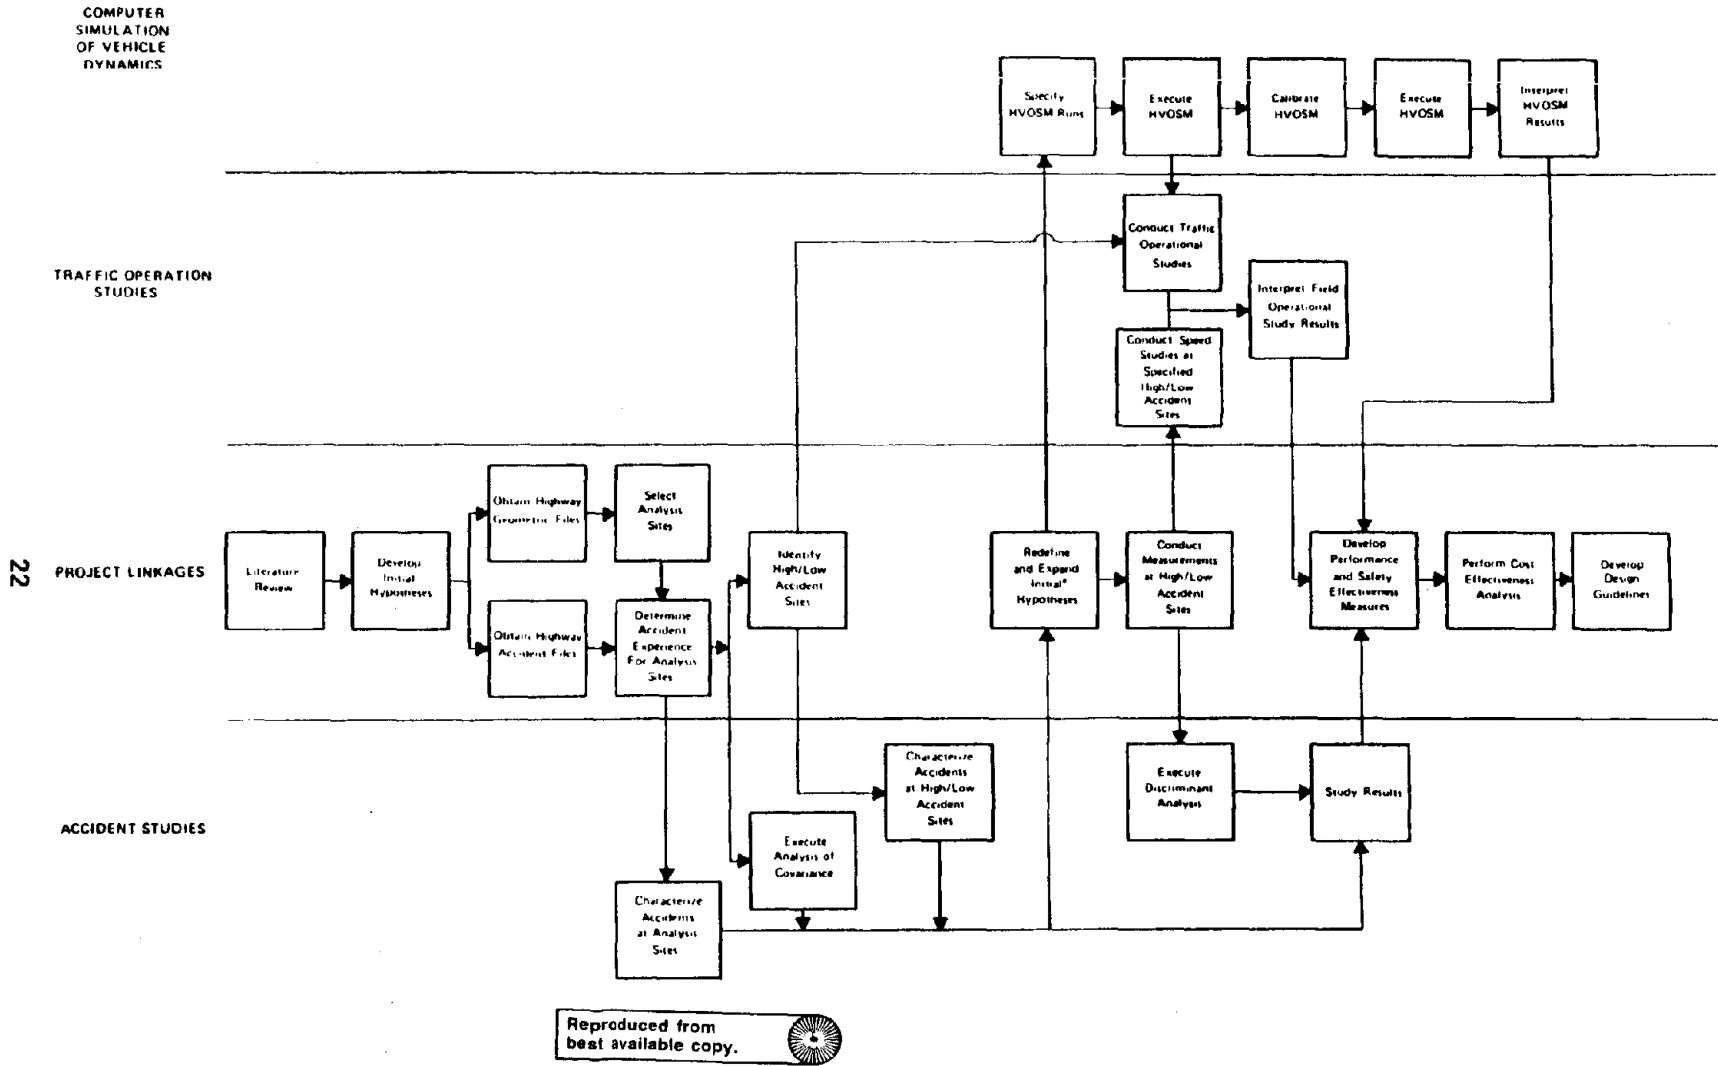 COMPUTER
SIMULATION
OF VEHICLE
DYNAMICS
Specify
HVOSM Runs
Execute
HVOSM
Calibrate
HVOSM
Execute
HVOSM
Interpret
HVOSM
Results
TRAFFIC OPERATION
STUDIES
Conduct Traffic
Operational
Studies
Interpret Field
Operational
Study Results
Conduct Speed
Studies at
Specified
High/Low
Accident
Sites
22
PROJECT LINKAGES
Literature
Review
Develop
Initial
Hypotheses
Obtain Highway
Geometric Files
Obtain Highway
Accident Files
Select
Analysis
Sites
Determine
Accident
Experience
For Analysis
Sites
Identify
High/Low
Accident
Sites
Redefine
and Expand
Initial*
Hypotheses
Conduct
Measurements
at High/Low
Accident
Sites
Develop
Performance
and Safety
Effectiveness
Measures
Perform Cost
Effectiveness
Analysis
Develop
Design
Guidelines
ACCIDENT STUDIES
Characterize
Accidents
at Analysis
Sites
Execute
Analysis of
Covariance
Characterize
Accidents
at High/Low
Accident
Sites
Execute
Discriminant
Analysis
Study Results
Reproduced from
best available copy.